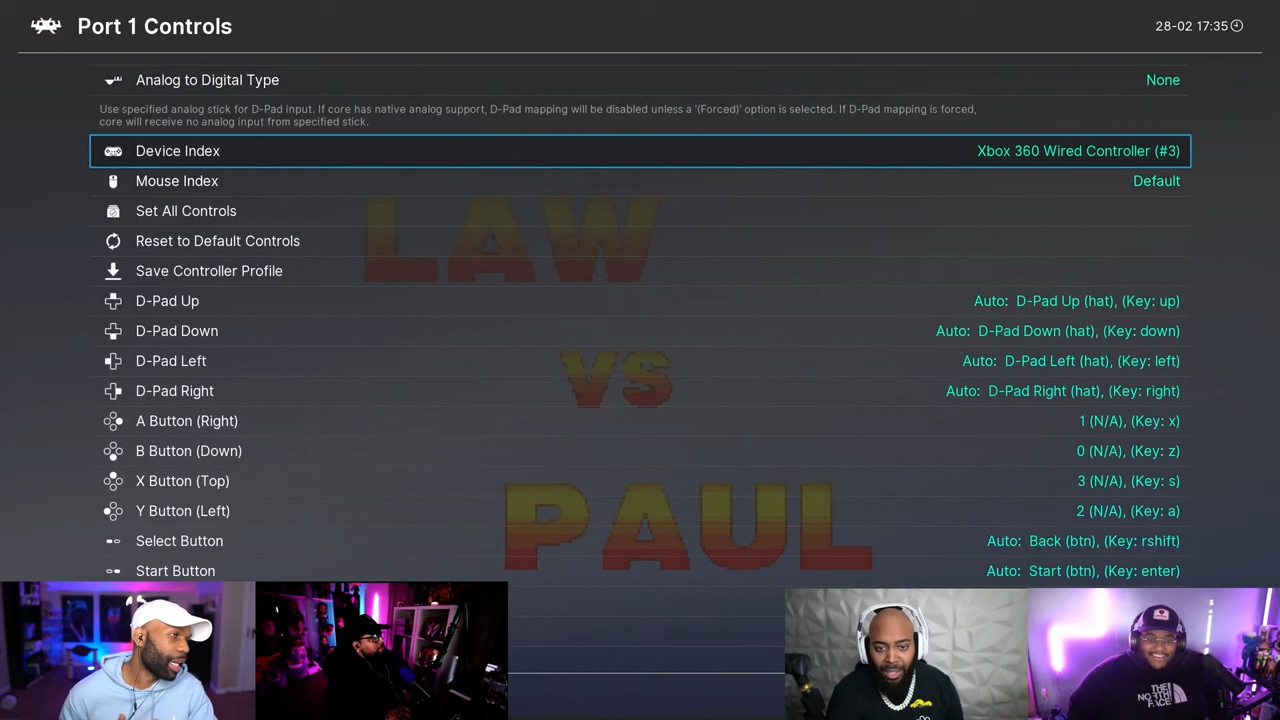 Port 1 Controls
28-02 17:35
Analog to Digital Type None
Use specified analog stick for D-Pad input. If core has native analog support, D-Pad mapping will be disabled unless a '(Forced)' option is selected. If D-Pad mapping is forced,
core will receive no analog input from specified stick.
Device Index Xbox 360 Wired Controller (#3)
Mouse Index Default
Set All Controls
Reset to Default Controls
Save Controller Profile
D-Pad Up Auto: D-Pad Up (hat), (Key: up)
D-Pad Down Auto: D-Pad Down (hat), (Key: down)
D-Pad Left Auto: D-Pad Left (hat), (Key: left)
D-Pad Right Auto: D-Pad Right (hat), (Key: right)
A Button (Right) 1 (N/A), (Key: x)
B Button (Down) 0 (N/A), (Key: z)
X Button (Top) 3 (N/A), (Key: s)
Y Button (Left) 2 (N/A), (Key: a)
Select Button Auto: Back (btn), (Key: rshift)
Start Button Auto: Start (btn), (Key: enter)
LAW
VS
PAUL
THE
NORTH
FACE